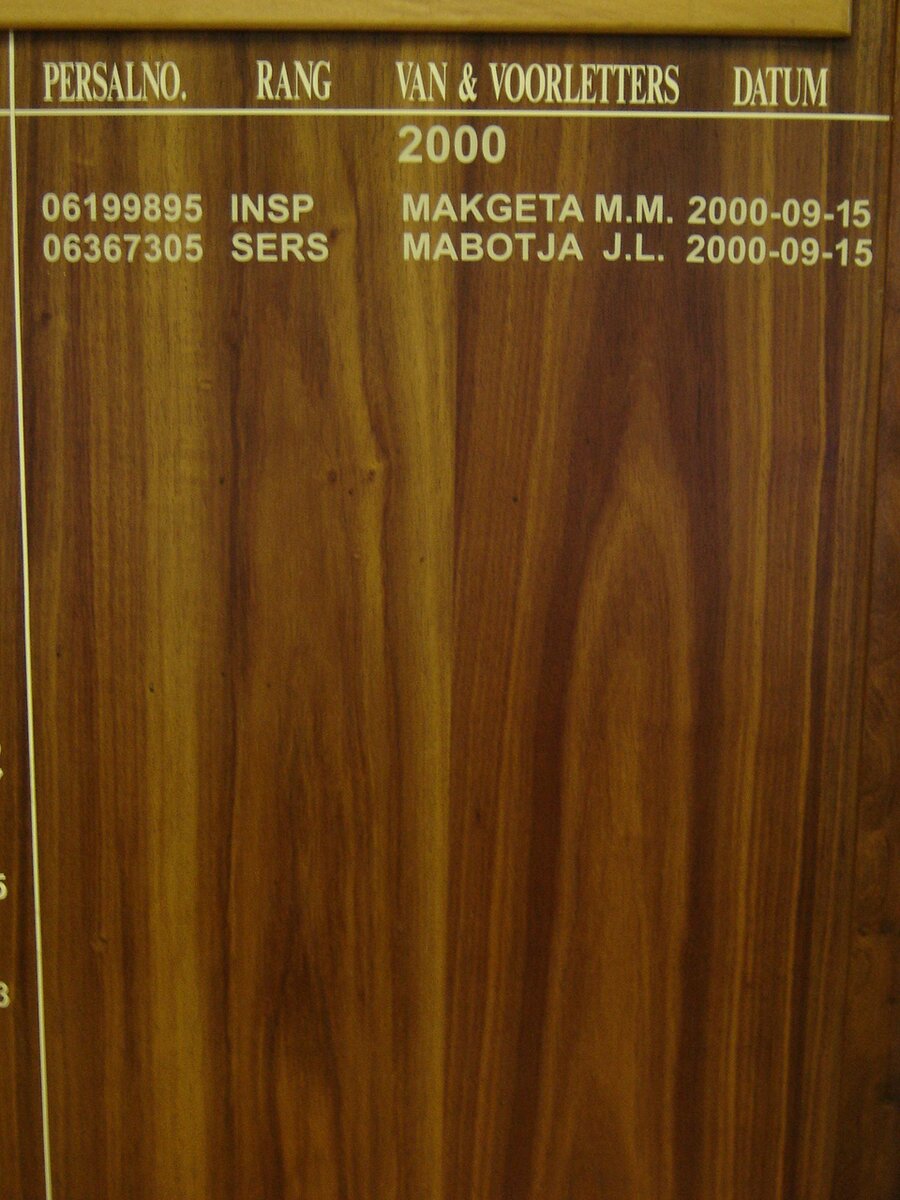 PERSALNO. RANG VAN & VOORLETTERS DATUM
2000
06199895 INSP MAKGETA M.M. 2000-09-15
06367305 SERS MABOTJA J.L. 2000-09-15